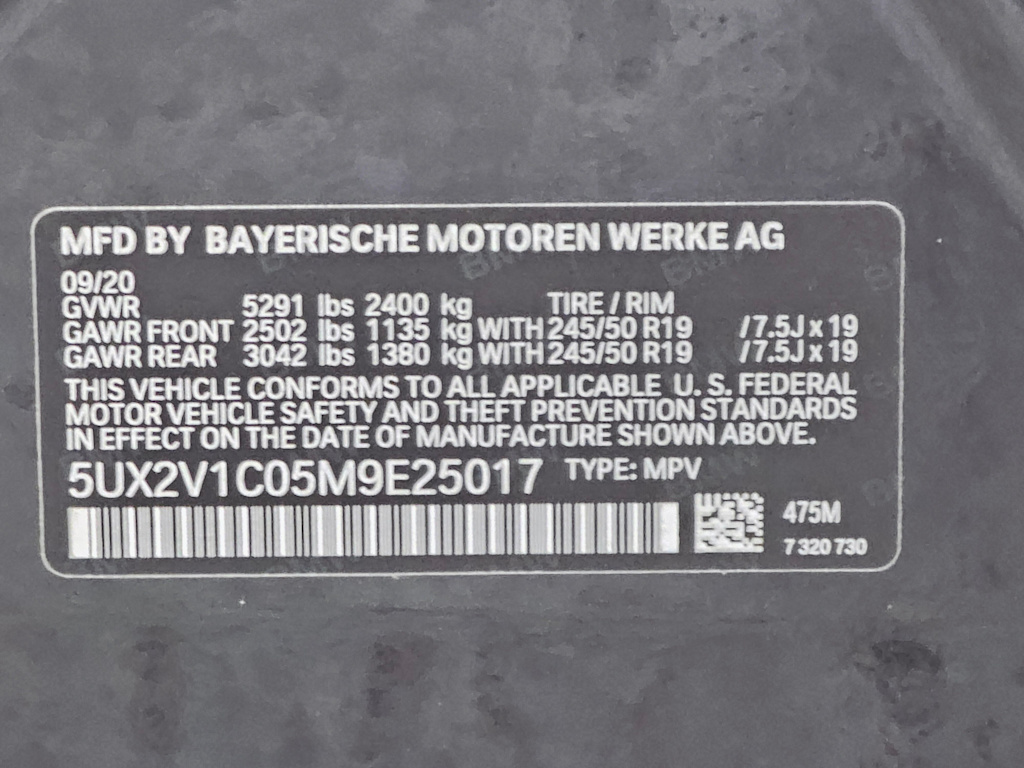 MFD BY BAYERISCHE MOTOREN WERKE AG
09/20
GVWR 5291 lbs 2400 kg TIRE / RIM
GAWR FRONT 2502 lbs 1135 kg WITH 245/50 R19 /7.5J x 19
GAWR REAR 3042 lbs 1380 kg WITH 245/50 R19 /7.5J x 19
THIS VEHICLE CONFORMS TO ALL APPLICABLE U. S. FEDERAL
MOTOR VEHICLE SAFETY AND THEFT PREVENTION STANDARDS
IN EFFECT ON THE DATE OF MANUFACTURE SHOWN ABOVE.
5UX2V1C05M9E25017 TYPE: MPV
475M
7 320 730